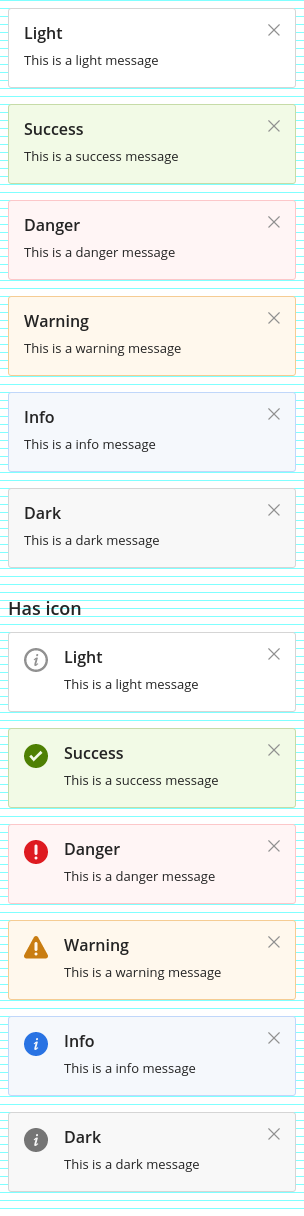 Light
This is a light message
Success
This is a success message
Danger
This is a danger message
Warning
This is a warning message
Info
This is a info message
Dark
This is a dark message
Has icon
Light
This is a light message
Success
This is a success message
Danger
This is a danger message
Warning
This is a warning message
Info
This is a info message
Dark
This is a dark message